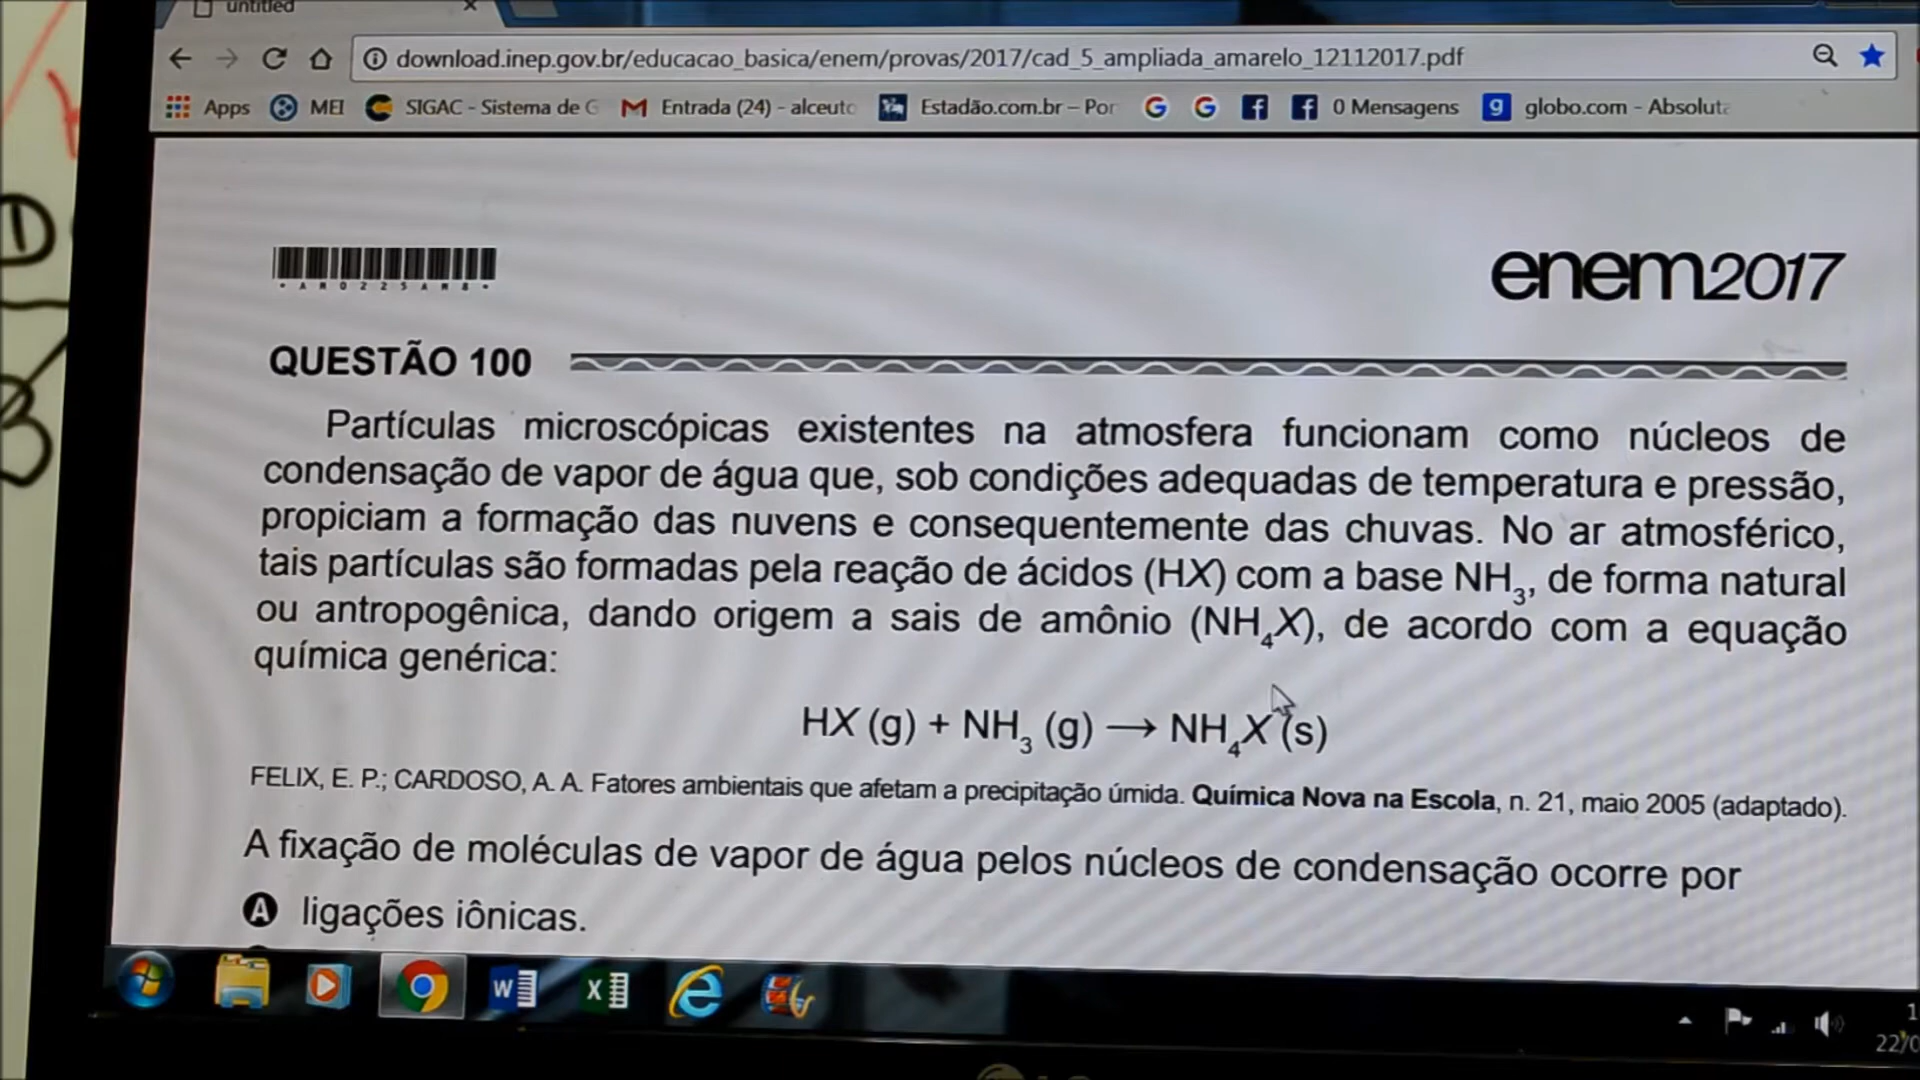 untitled
download.inep.gov.br/educacao_basica/enem/provas/2017/cad_5_ampliada_amarelo_12112017.pdf
Apps MEI SIGAC - Sistema de G Entrada (24) - alceuto Estadão.com.br – Por 0 Mensagens globo.com - Absoluta
enem2017
QUESTÃO 100
Partículas microscópicas existentes na atmosfera funcionam como núcleos de
condensação de vapor de água que, sob condições adequadas de temperatura e pressão,
propiciam a formação das nuvens e consequentemente das chuvas. No ar atmosférico,
tais partículas são formadas pela reação de ácidos (HX) com a base NH₃, de forma natural
ou antropogênica, dando origem a sais de amônio (NH₄X), de acordo com a equação
química genérica:
HX (g) + NH₃ (g) → NH₄X (s)
FELIX, E. P.; CARDOSO, A. A. Fatores ambientais que afetam a precipitação úmida. Química Nova na Escola, n. 21, maio 2005 (adaptado).
A fixação de moléculas de vapor de água pelos núcleos de condensação ocorre por
A ligações iônicas.